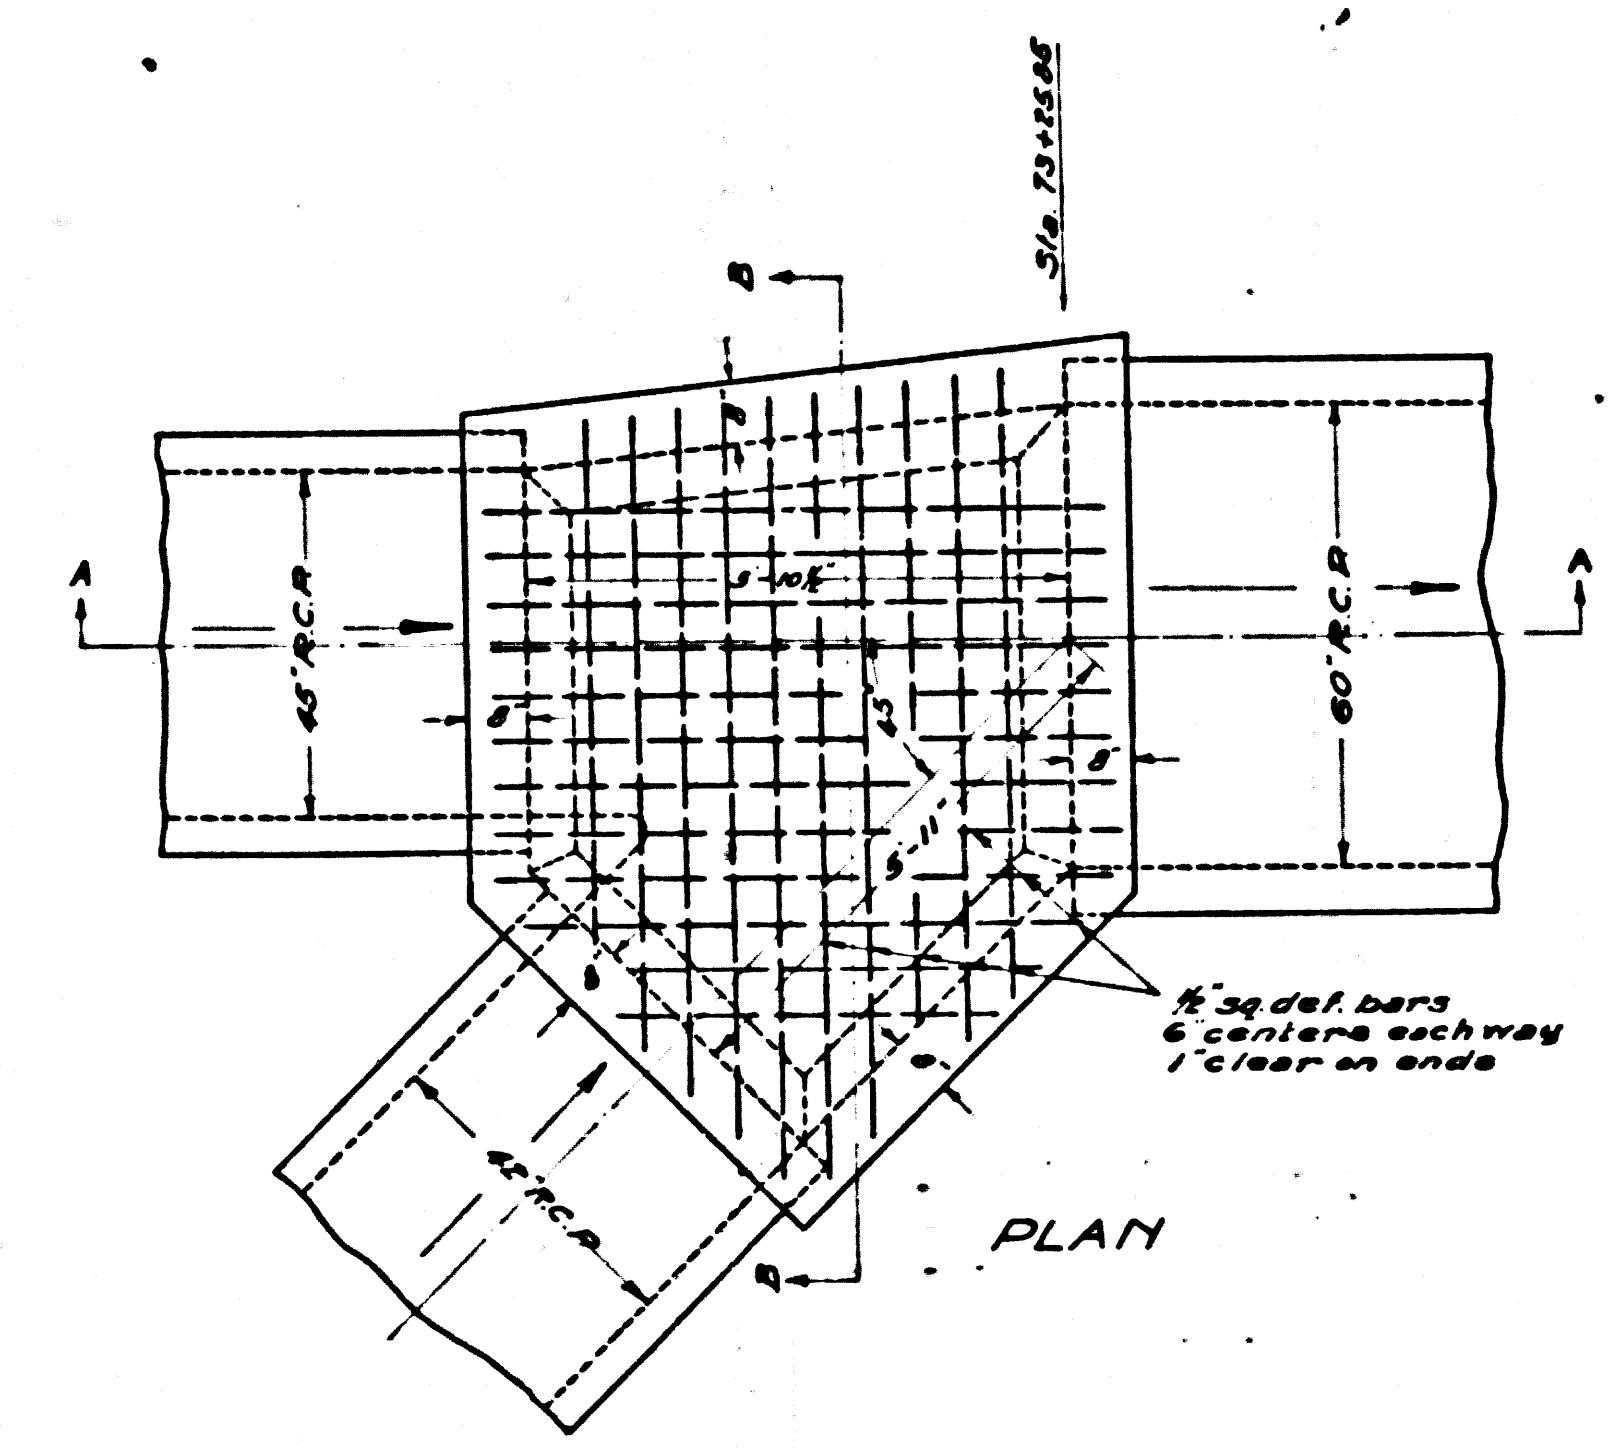 Sta. 73+25.85
B
8"
A
A
5'-10½"
45" R.C.P.
60" R.C.P.
8"
45°
8"
5'-11"
8"
½" sq. def. bars
6" centers each way
1" clear on ends
8"
42" R.C.P.
PLAN
B